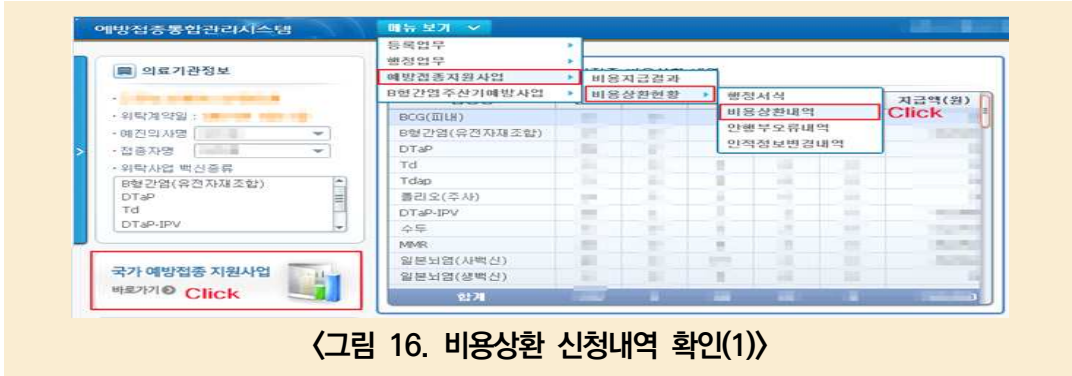 예방접종통합관리시스템
메뉴 보기
등록업무
행정업무
예방접종지원사업
B형간염주산기예방사업
비용지급결과
비용상환현황
행정서식
비용상환내역
안행부오류내역
인적정보변경내역
Click
지급액(원)
의료기관정보
- 위탁계약일 :
- 예진의사명
- 접종자명
- 위탁사업 백신종류
B형간염(유전자재조합)
DTaP
Td
DTaP-IPV
국가 예방접종 지원사업
바로가기
Click
BCG(피내)
B형간염(유전자재조합)
DTaP
Td
Tdap
폴리오(주사)
DTaP-IPV
수두
MMR
일본뇌염(사백신)
일본뇌염(생백신)
합계
<그림 16. 비용상환 신청내역 확인(1)>